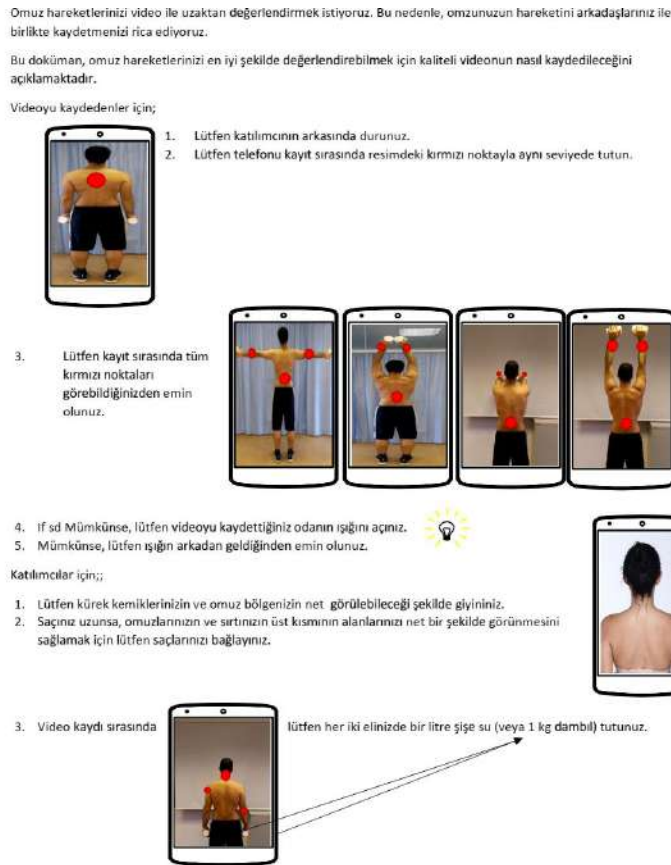 Omuz hareketlerinizi video ile uzaktan değerlendirmek istiyoruz. Bu nedenle, omzunuzun hareketini arkadaşlarınız ile
birlikte kaydetmenizi rica ediyoruz.
Bu doküman, omuz hareketlerinizi en iyi şekilde değerlendirebilmek için kaliteli videonun nasıl kaydedileceğini
açıklamaktadır.
Videoyu kaydedenler için;
1. Lütfen katılımcının arkasında durunuz.
2. Lütfen telefonu kayıt sırasında resimdeki kırmızı noktayla aynı seviyede tutun.
3. Lütfen kayıt sırasında tüm
kırmızı noktaları
görebildiğinizden emin
olunuz.
4. If sd Mümkünse, lütfen videoyu kaydettiğiniz odanın ışığını açınız.
5. Mümkünse, lütfen ışığın arkadan geldiğinden emin olunuz.
Katılımcılar için;;
1. Lütfen kürek kemiklerinizin ve omuz bölgenizin net görülebileceği şekilde giyininiz.
2. Saçınız uzunsa, omuzlarınızın ve sırtınızın üst kısmının alanlarınızı net bir şekilde görünmesini
sağlamak için lütfen saçlarınızı bağlayınız.
3. Video kaydı sırasında lütfen her iki elinizde bir litre şişe su (veya 1 kg dambıl) tutunuz.